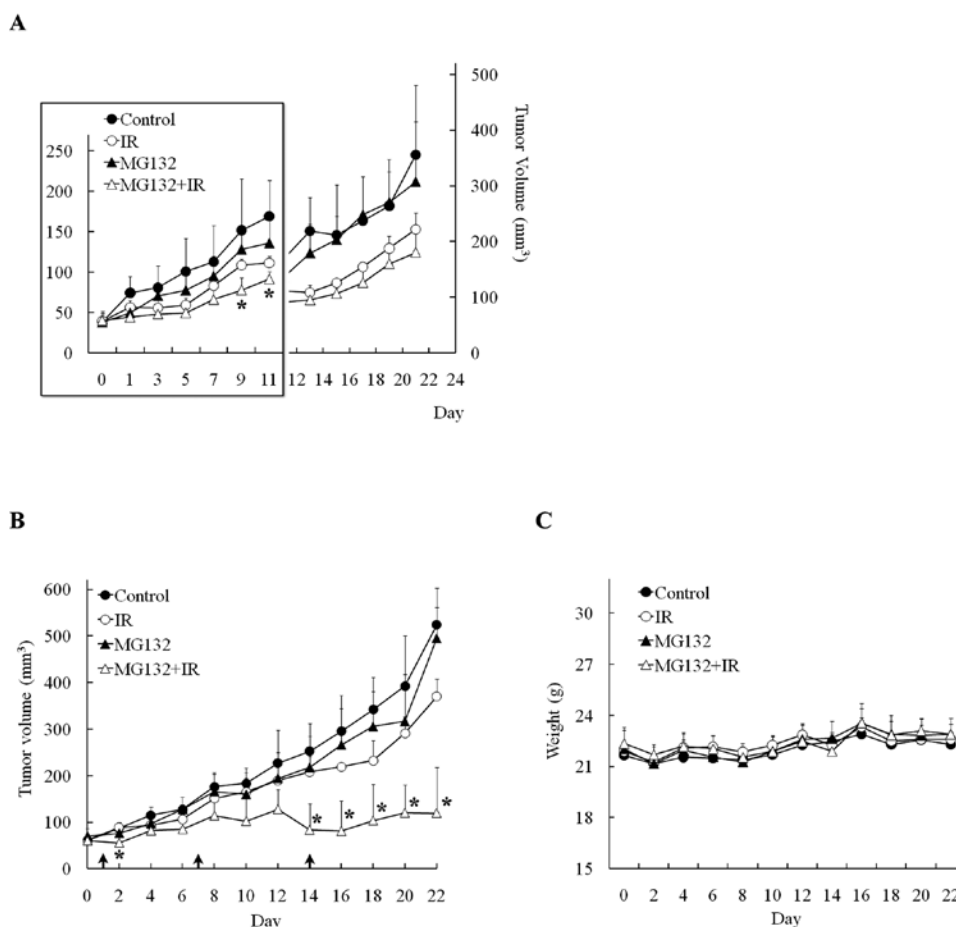 A
Control
IR
MG132
MG132+IR
250
200
150
100
50
0
* *
0 1 3 5 7 9 11 12 14 16 18 20 22 24
Day
500
400
300
200
100
0
Tumor Volume (mm³)
B
Tumor volume (mm³)
600
500
400
300
200
100
0
Control
IR
MG132
MG132+IR
* * * * * *
0 2 4 6 8 10 12 14 16 18 20 22
Day
C
Weight (g)
30
27
24
21
18
15
Control
IR
MG132
MG132+IR
0 2 4 6 8 10 12 14 16 18 20 22
Day